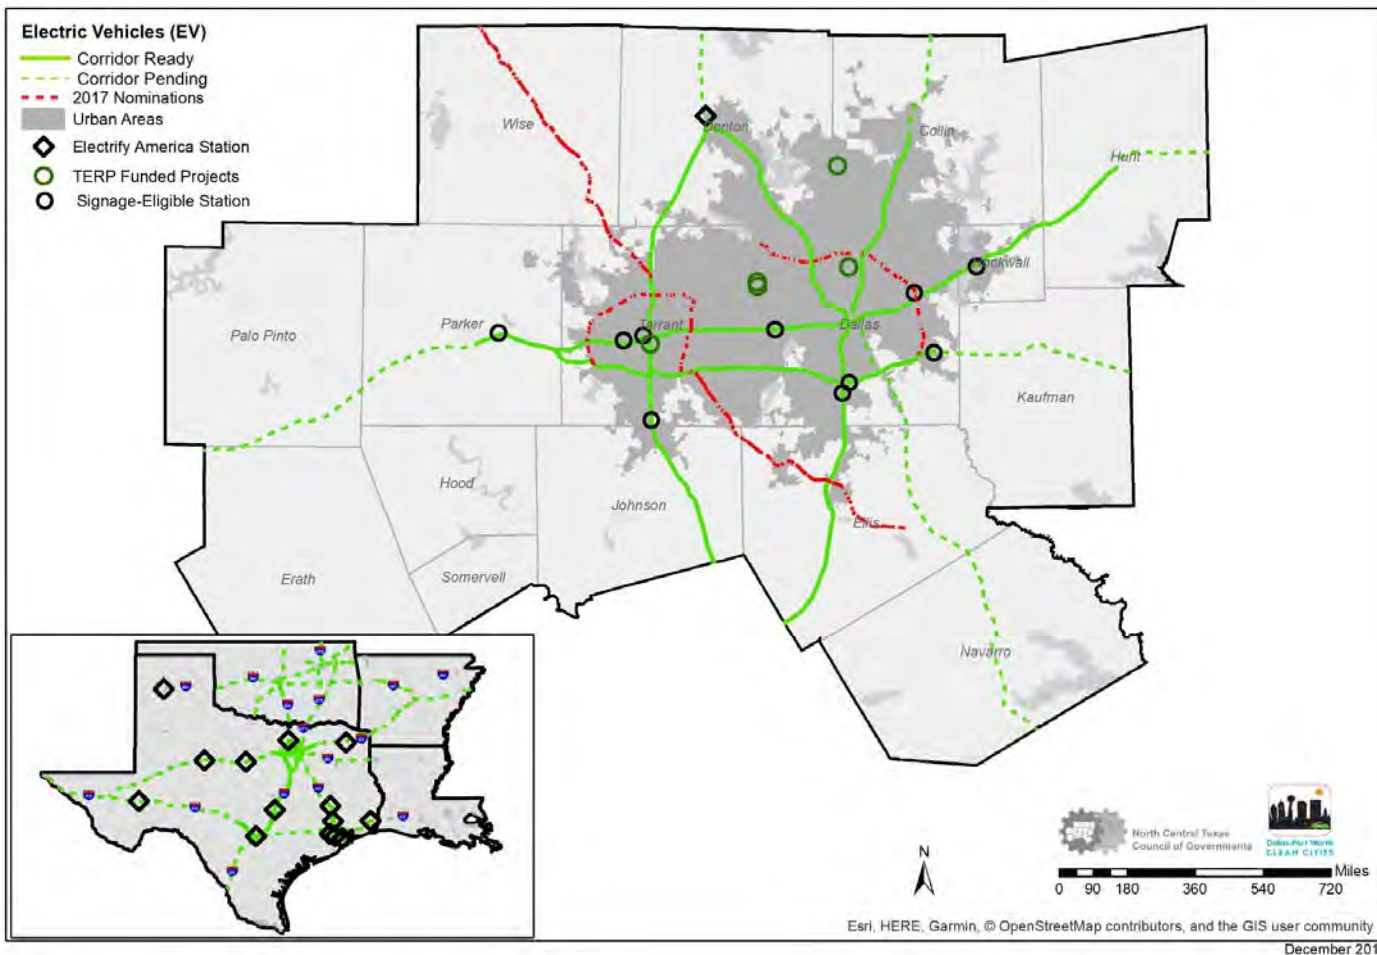 Electric Vehicles (EV)
Corridor Ready
Corridor Pending
2017 Nominations
Urban Areas
Electrify America Station
TERP Funded Projects
Signage-Eligible Station
Wise
Denton
Collin
Hunt
Rockwall
Palo Pinto
Parker
Tarrant
Dallas
Kaufman
Hood
Johnson
Ellis
Erath
Somervell
Navarro
North Central Texas
Council of Governments
Dallas-Fort Worth
CLEAN CITIES
N
Miles
0 90 180 360 540 720
Esri, HERE, Garmin, © OpenStreetMap contributors, and the GIS user community
December 201